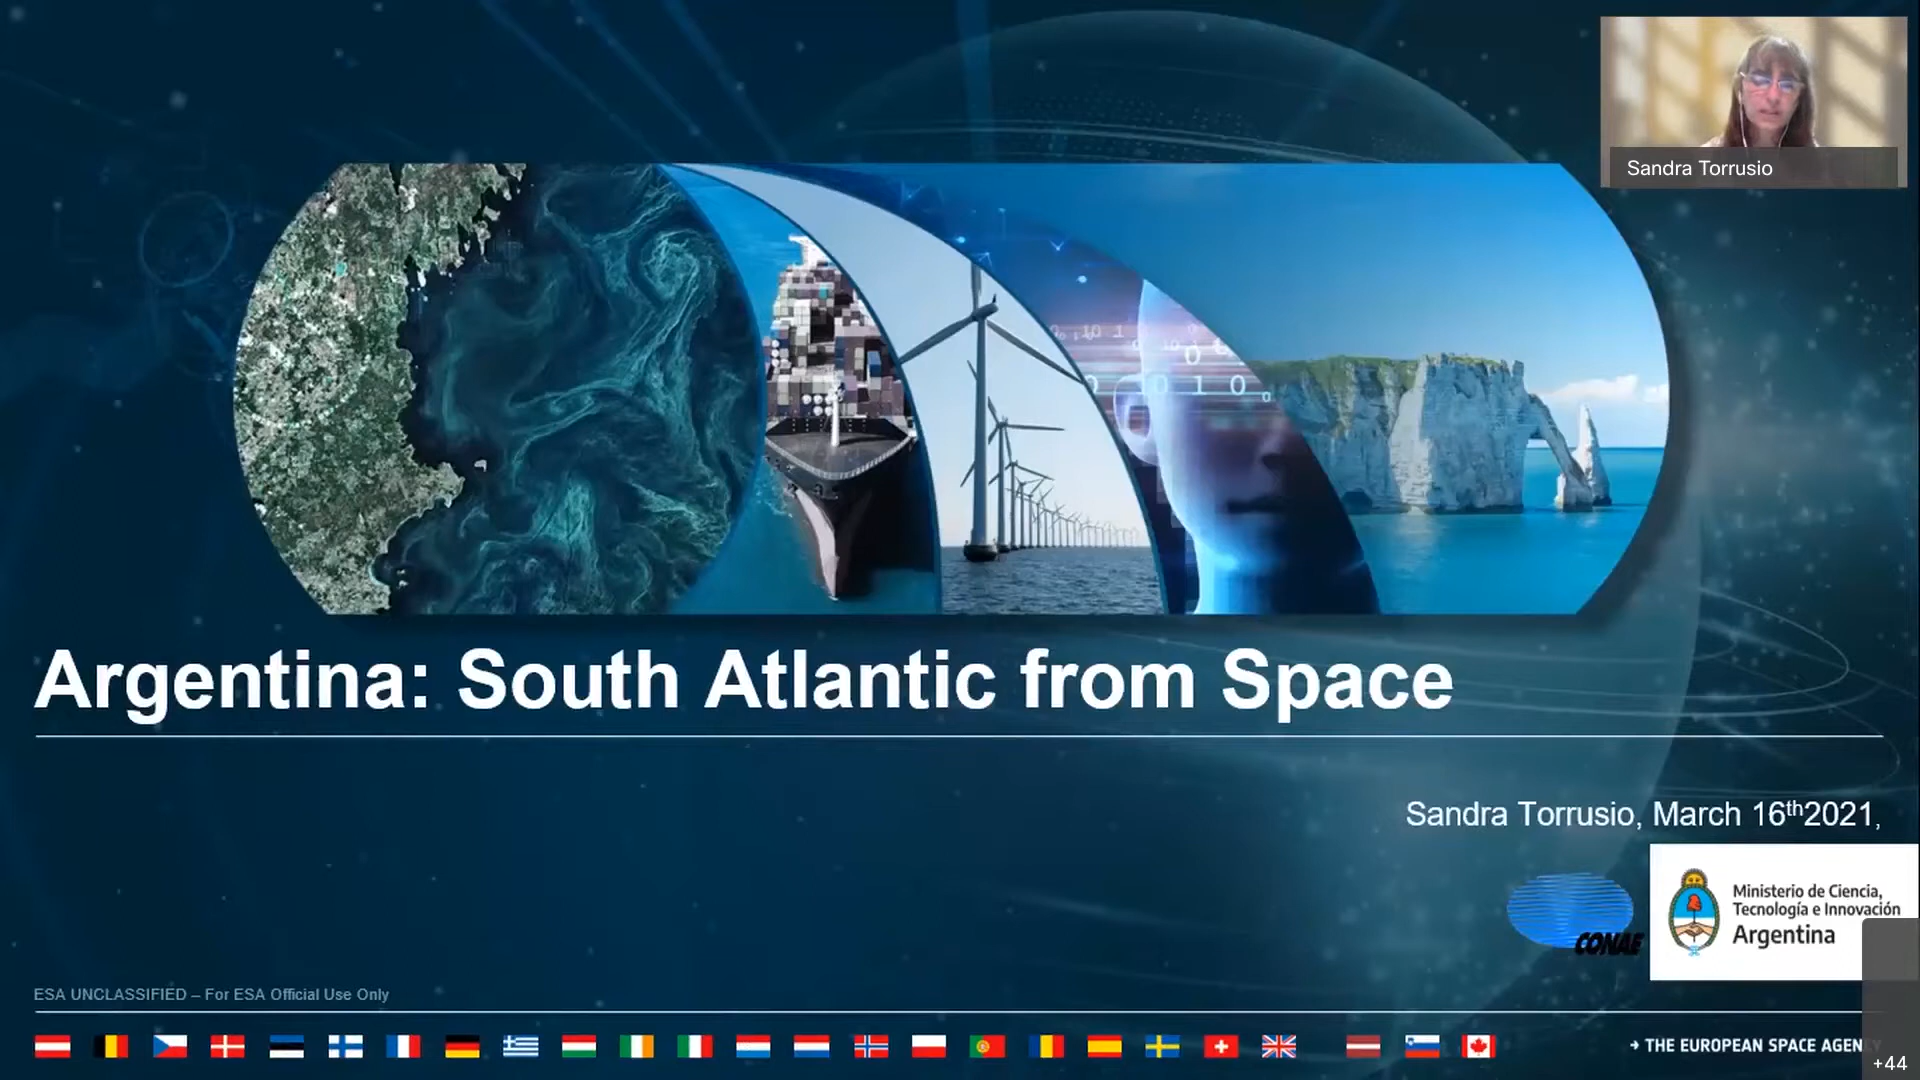 Sandra Torrusio
Argentina: South Atlantic from Space
Sandra Torrusio, March 16th2021,
CONAE
Ministerio de Ciencia,
Tecnología e Innovación
Argentina
ESA UNCLASSIFIED – For ESA Official Use Only
→ THE EUROPEAN SPACE AGENCY
+44